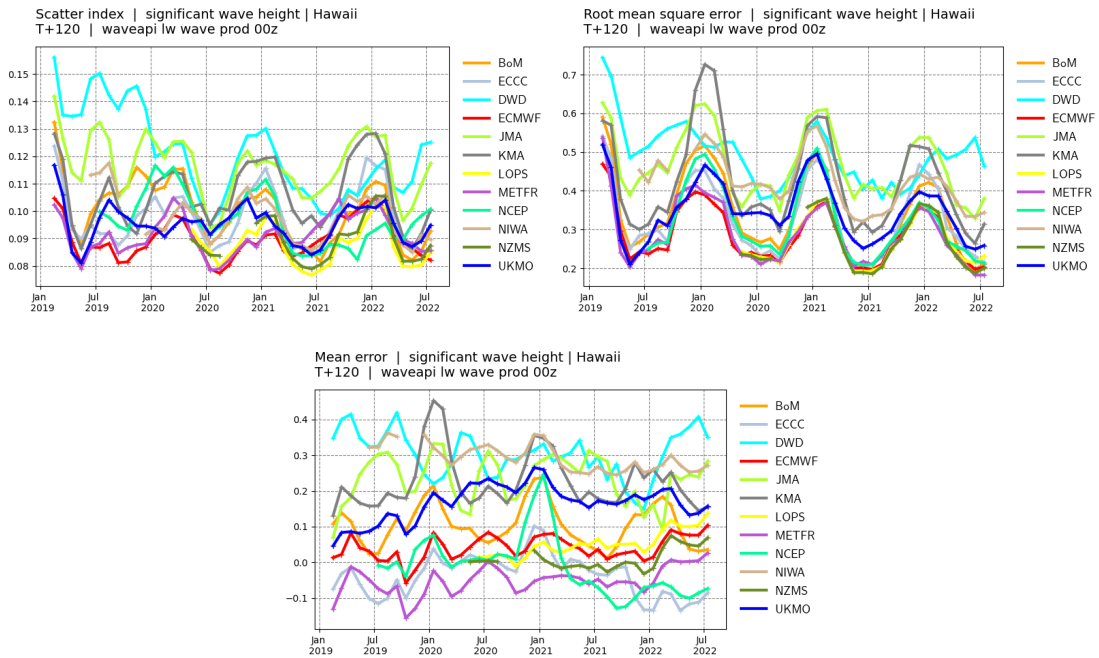 Scatter index | significant wave height | Hawaii
T+120 | waveapi lw wave prod 00z
0.15
0.14
0.13
0.12
0.11
0.10
0.09
0.08
Jan 2019
Jul
Jan 2020
Jul
Jan 2021
Jul
Jan 2022
Jul 2022
BoM
ECCC
DWD
ECMWF
JMA
KMA
LOPS
METFR
NCEP
NIWA
NZMS
UKMO
Root mean square error | significant wave height | Hawaii
T+120 | waveapi lw wave prod 00z
0.7
0.6
0.5
0.4
0.3
0.2
Jan 2019
Jul
Jan 2020
Jul
Jan 2021
Jul
Jan 2022
Jul 2022
BoM
ECCC
DWD
ECMWF
JMA
KMA
LOPS
METFR
NCEP
NIWA
NZMS
UKMO
Mean error | significant wave height | Hawaii
T+120 | waveapi lw wave prod 00z
0.4
0.3
0.2
0.1
0.0
−0.1
Jan 2019
Jul 2019
Jan 2020
Jul 2020
Jan 2021
Jul 2021
Jan 2022
Jul 2022
BoM
ECCC
DWD
ECMWF
JMA
KMA
LOPS
METFR
NCEP
NIWA
NZMS
UKMO